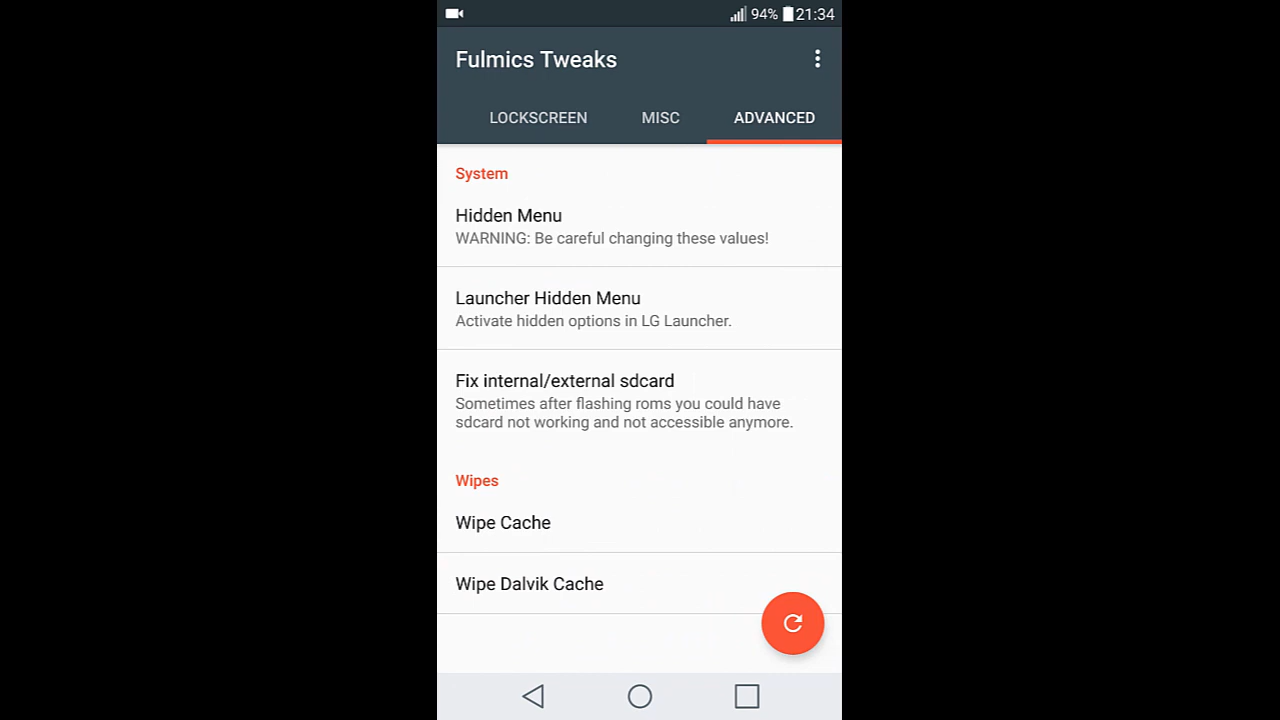 94% 21:34
Fulmics Tweaks
LOCKSCREEN MISC ADVANCED
System
Hidden Menu
WARNING: Be careful changing these values!
Launcher Hidden Menu
Activate hidden options in LG Launcher.
Fix internal/external sdcard
Sometimes after flashing roms you could have
sdcard not working and not accessible anymore.
Wipes
Wipe Cache
Wipe Dalvik Cache